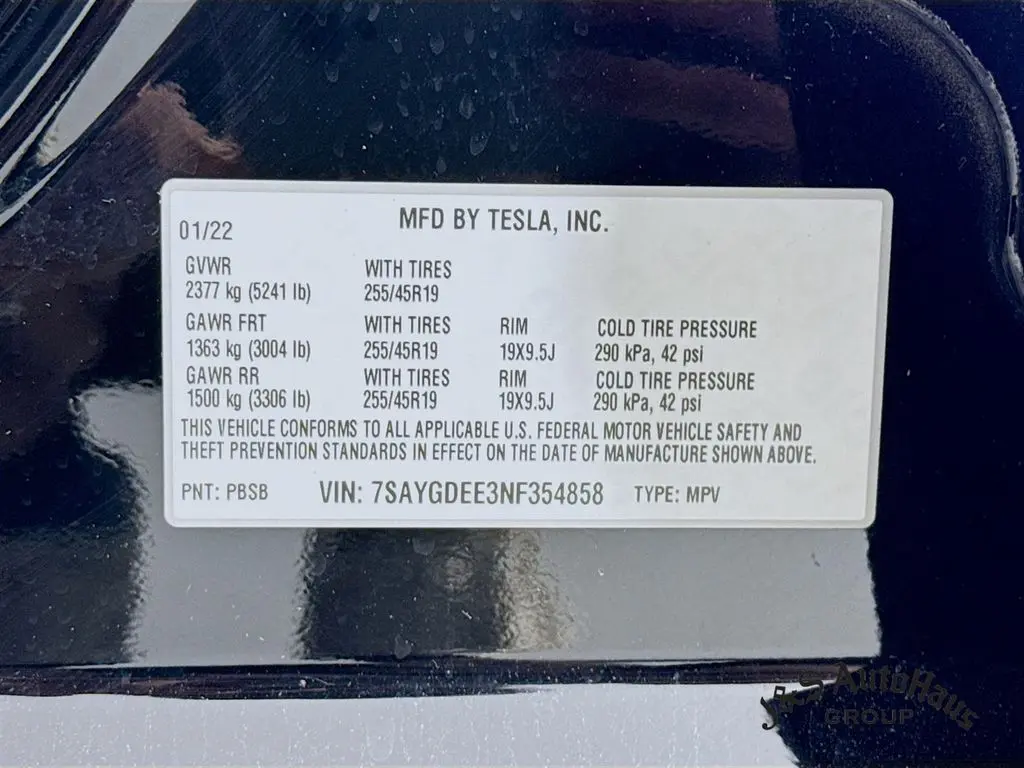 01/22 MFD BY TESLA, INC.
GVWR WITH TIRES
2377 kg (5241 lb) 255/45R19
GAWR FRT WITH TIRES RIM COLD TIRE PRESSURE
1363 kg (3004 lb) 255/45R19 19X9.5J 290 kPa, 42 psi
GAWR RR WITH TIRES RIM COLD TIRE PRESSURE
1500 kg (3306 lb) 255/45R19 19X9.5J 290 kPa, 42 psi
THIS VEHICLE CONFORMS TO ALL APPLICABLE U.S. FEDERAL MOTOR VEHICLE SAFETY AND
THEFT PREVENTION STANDARDS IN EFFECT ON THE DATE OF MANUFACTURE SHOWN ABOVE.
PNT: PBSB VIN: 7SAYGDEE3NF354858 TYPE: MPV
AutoHaus
GROUP